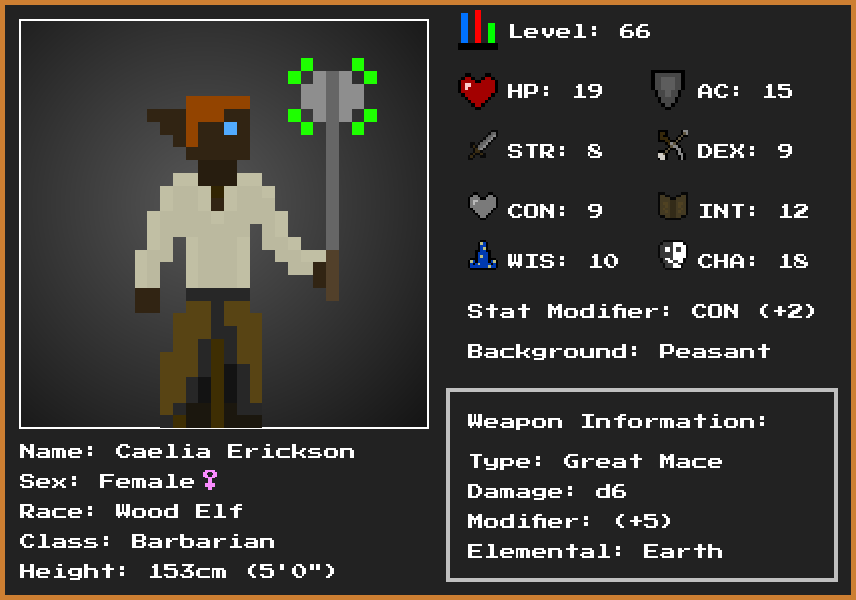 Level: 66
HP: 19
AC: 15
STR: 8
DEX: 9
CON: 9
INT: 12
WIS: 10
CHA: 18
Stat Modifier: CON (+2)
Background: Peasant
Name: Caelia Erickson
Sex: Female♀
Race: Wood Elf
Class: Barbarian
Height: 153cm (5'0")
Weapon Information:
Type: Great Mace
Damage: d6
Modifier: (+5)
Elemental: Earth